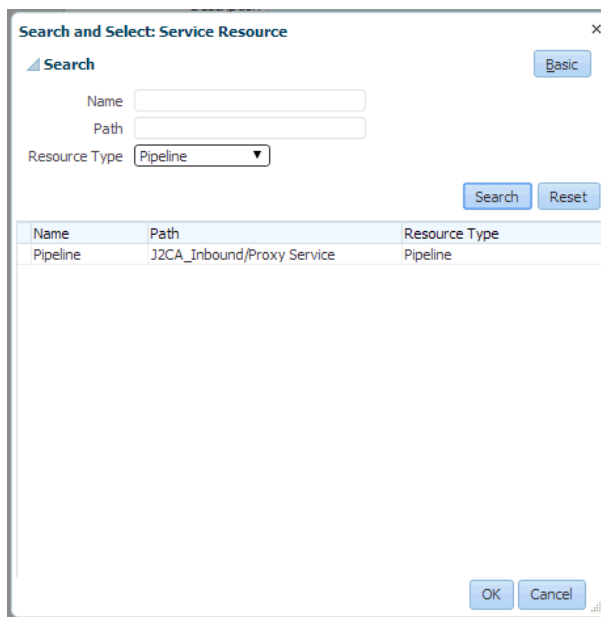 Search and Select: Service Resource
Search
Basic
Name
Path
Resource Type Pipeline
Search Reset
Name Path Resource Type
Pipeline J2CA_Inbound/Proxy Service Pipeline
OK Cancel